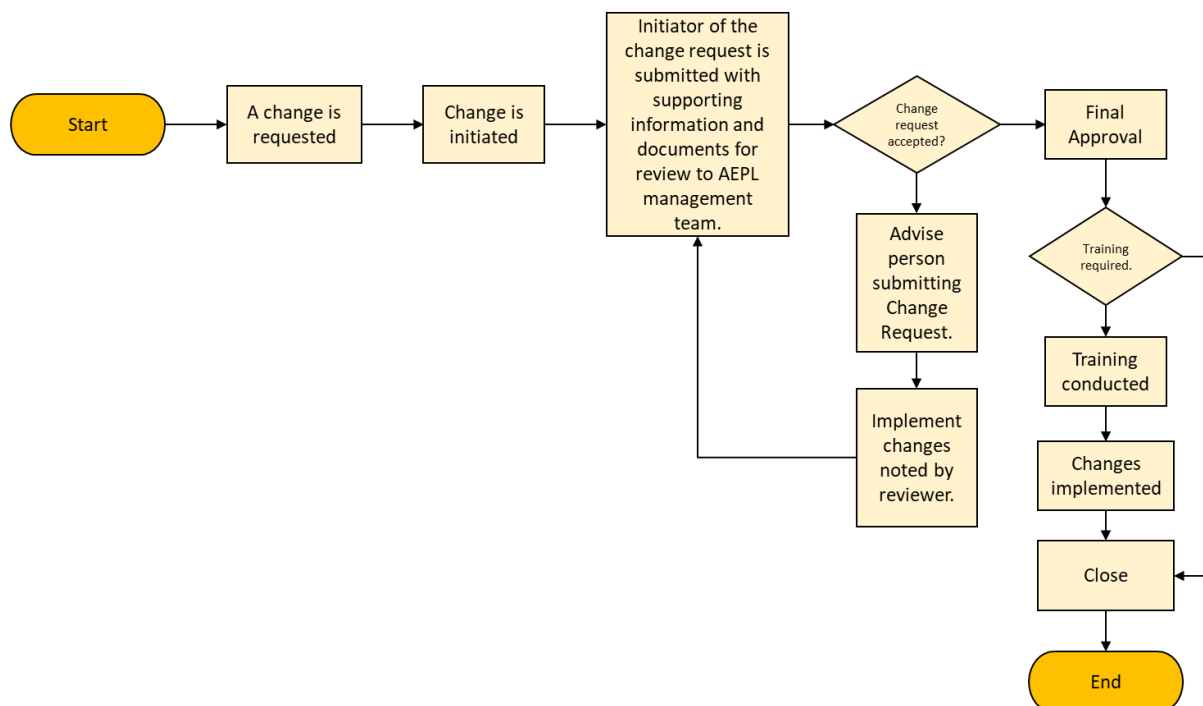 Start
A change is
requested
Change is
initiated
Initiator of the
change request is
submitted with
supporting
information and
documents for
review to AEPL
management
team.
Change
request
accepted?
Final
Approval
Advise
person
submitting
Change
Request.
Training
required.
Implement
changes
noted by
reviewer.
Training
conducted
Changes
implemented
Close
End